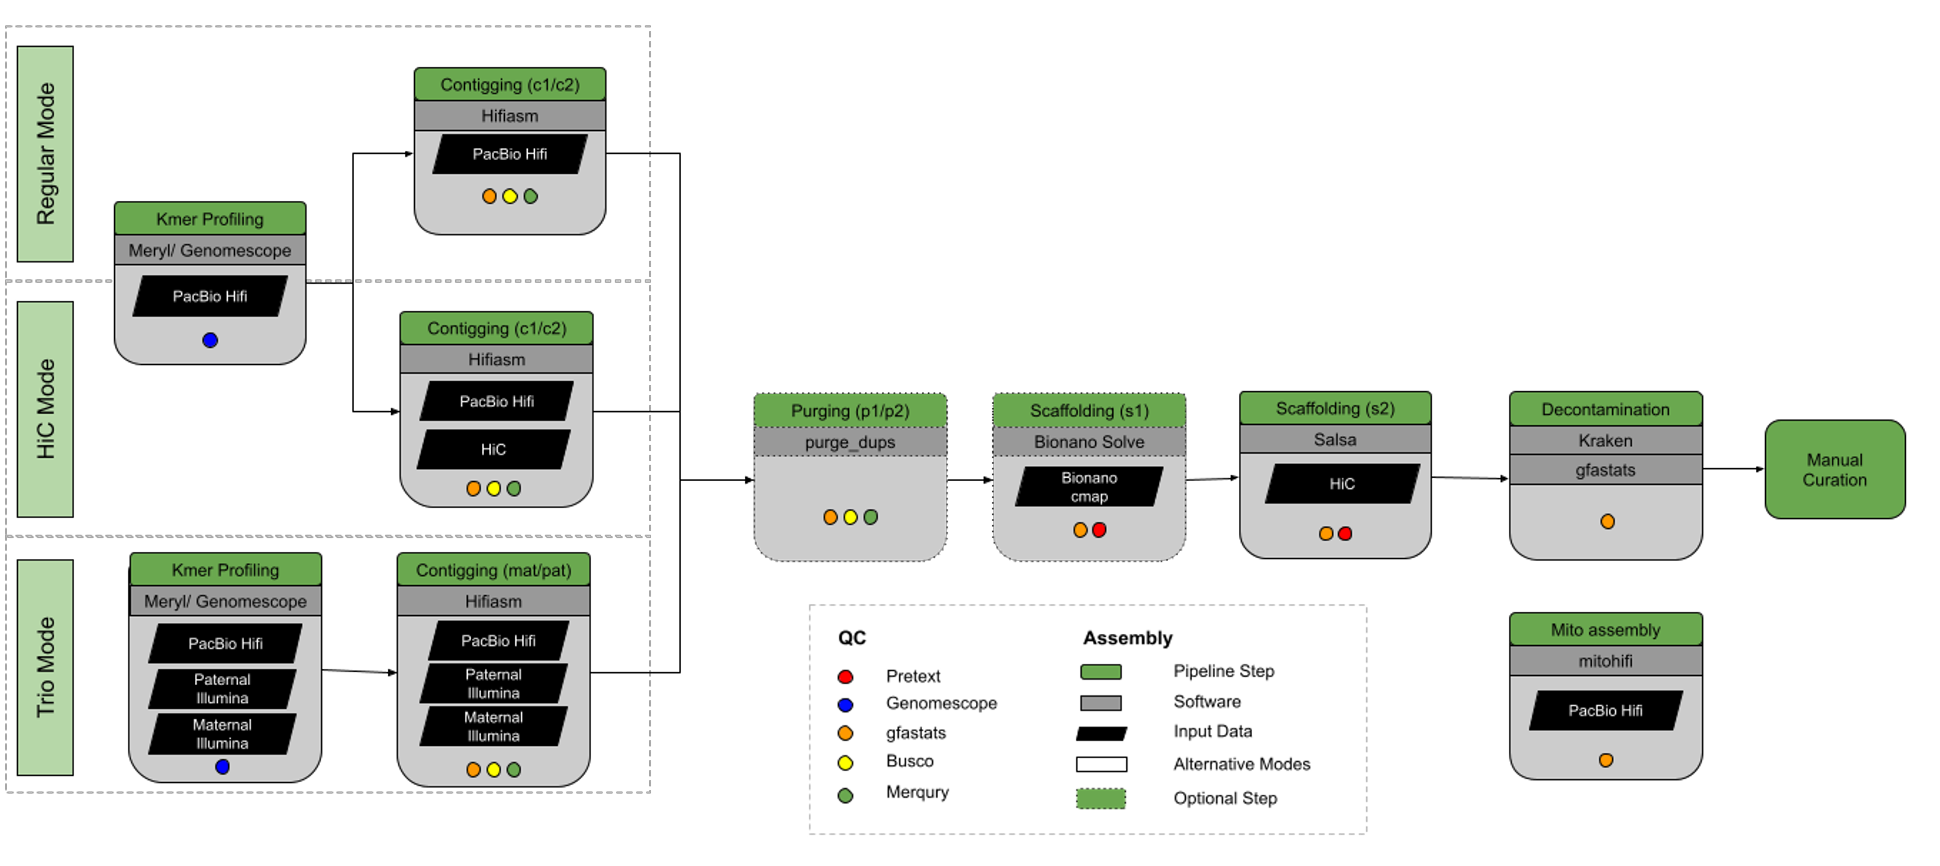 Regular Mode
Contigging (c1/c2)
Hifiasm
PacBio Hifi
Kmer Profiling
Meryl/ Genomescope
PacBio Hifi
HiC Mode
Contigging (c1/c2)
Hifiasm
PacBio Hifi
HiC
Trio Mode
Kmer Profiling
Meryl/ Genomescope
PacBio Hifi
Paternal
Illumina
Maternal
Illumina
Contigging (mat/pat)
Hifiasm
PacBio Hifi
Paternal
Illumina
Maternal
Illumina
Purging (p1/p2)
purge_dups
Scaffolding (s1)
Bionano Solve
Bionano
cmap
Scaffolding (s2)
Salsa
HiC
Decontamination
Kraken
gfastats
Manual
Curation
Mito assembly
mitohifi
PacBio Hifi
QC
Pretext
Genomescope
gfastats
Busco
Merqury
Assembly
Pipeline Step
Software
Input Data
Alternative Modes
Optional Step